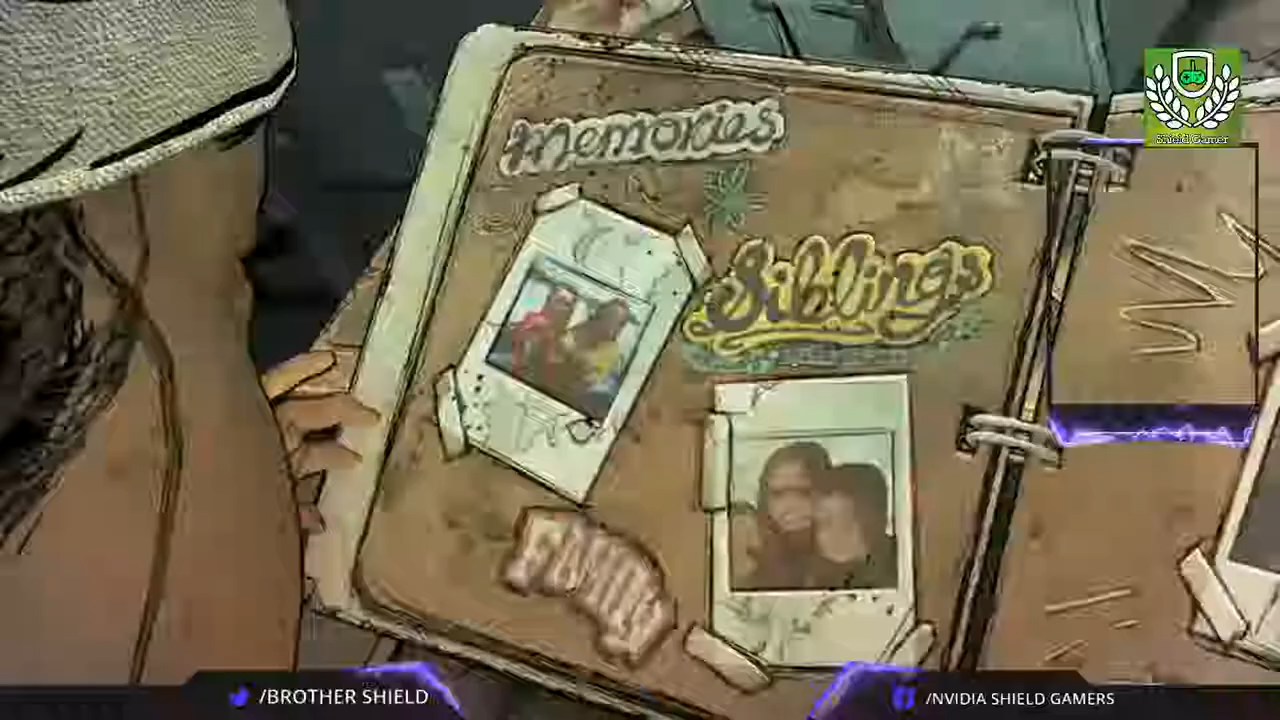 Memories
Siblings
FAMILY
Shield Gamer
/BROTHER SHIELD
/NVIDIA SHIELD GAMERS